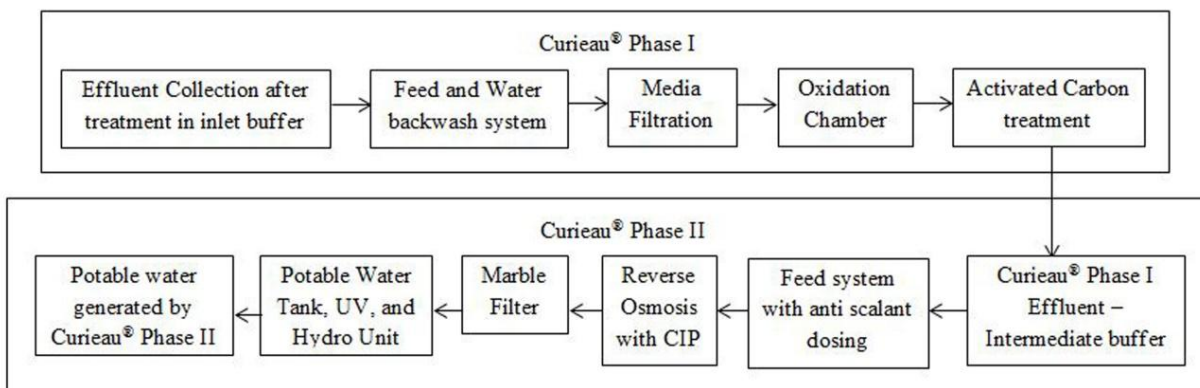 Curieau® Phase I
Effluent Collection after
treatment in inlet buffer
Feed and Water
backwash system
Media
Filtration
Oxidation
Chamber
Activated Carbon
treatment
Curieau® Phase II
Potable water
generated by
Curieau® Phase II
Potable Water
Tank, UV, and
Hydro Unit
Marble
Filter
Reverse
Osmosis
with CIP
Feed system
with anti scalant
dosing
Curieau® Phase I
Effluent –
Intermediate buffer